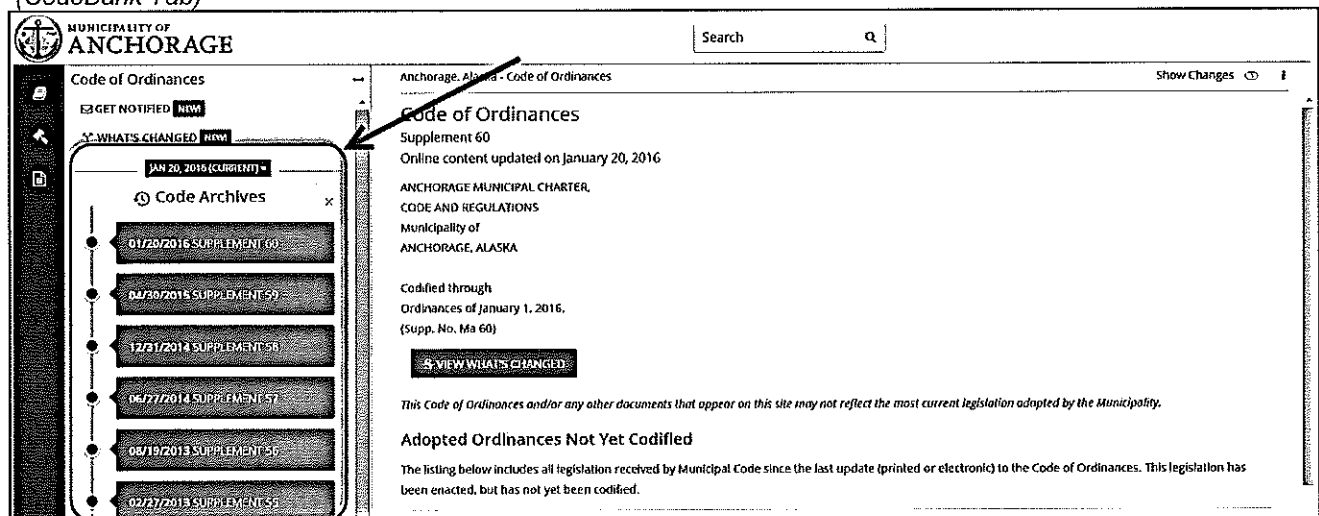 (CodeBank Tab)
MUNICIPALITY OF
ANCHORAGE
Search
Code of Ordinances
GET NOTIFIED NEW!
WHAT'S CHANGED NEW!
JAN 20, 2016 (CURRENT)
Code Archives
x
01/20/2016 SUPPLEMENT 60
04/30/2015 SUPPLEMENT 59
12/31/2014 SUPPLEMENT 58
06/27/2014 SUPPLEMENT 57
08/19/2013 SUPPLEMENT 56
02/27/2013 SUPPLEMENT 55
Anchorage, Alaska - Code of Ordinances
Show Changes
Code of Ordinances
Supplement 60
Online content updated on January 20, 2016
ANCHORAGE MUNICIPAL CHARTER,
CODE AND REGULATIONS
Municipality of
ANCHORAGE, ALASKA
Codified through
Ordinances of January 1, 2016,
(Supp. No. Ma 60)
VIEW WHAT'S CHANGED
This Code of Ordinances and/or any other documents that appear on this site may not reflect the most current legislation adopted by the Municipality.
Adopted Ordinances Not Yet Codified
The listing below includes all legislation received by Municipal Code since the last update (printed or electronic) to the Code of Ordinances. This legislation has
been enacted, but has not yet been codified.